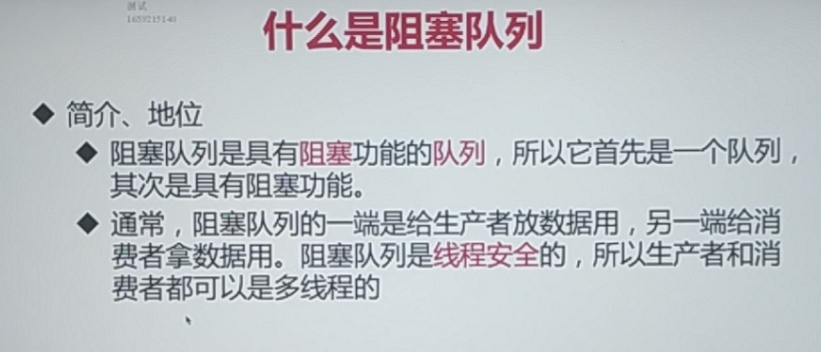 测试
1659215140
什么是阻塞队列
◆ 简介、地位
◆ 阻塞队列是具有阻塞功能的队列，所以它首先是一个队列，
其次是具有阻塞功能。
◆ 通常，阻塞队列的一端是给生产者放数据用，另一端给消
费者拿数据用。阻塞队列是线程安全的，所以生产者和消
费者都可以是多线程的